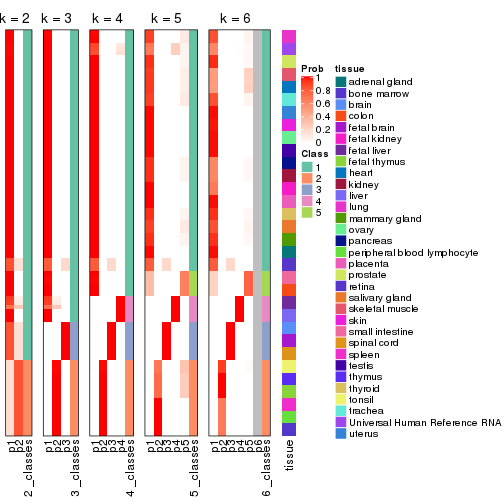 k = 2
k = 3
k = 4
k = 5
k = 6
Prob
1
0.8
0.6
0.4
0.2
0
Class
1
2
3
4
5
tissue
adrenal gland
bone marrow
brain
colon
fetal brain
fetal kidney
fetal liver
fetal thymus
heart
kidney
liver
lung
mammary gland
ovary
pancreas
peripheral blood lymphocyte
placenta
prostate
retina
salivary gland
skeletal muscle
skin
small intestine
spinal cord
spleen
testis
thymus
thyroid
tonsil
trachea
Universal Human Reference RNA
uterus
p1
p2
2_classes
p1
p2
p3
3_classes
p1
p2
p3
p4
4_classes
p1
p2
p3
p4
p5
5_classes
p1
p2
p3
p4
p5
p6
6_classes
tissue